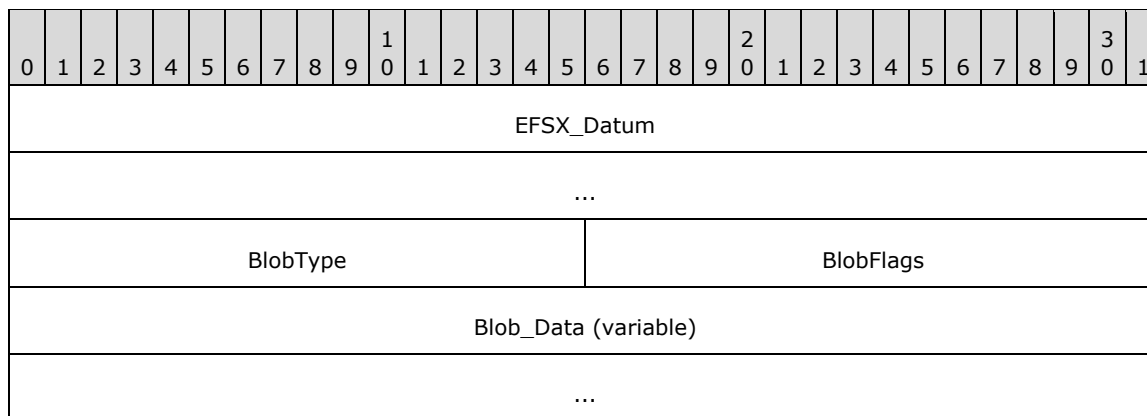 0 1 2 3 4 5 6 7 8 9 1 0 1 2 3 4 5 6 7 8 9 2 0 1 2 3 4 5 6 7 8 9 3 0 1
EFSX_Datum
...
BlobType BlobFlags
Blob_Data (variable)
...